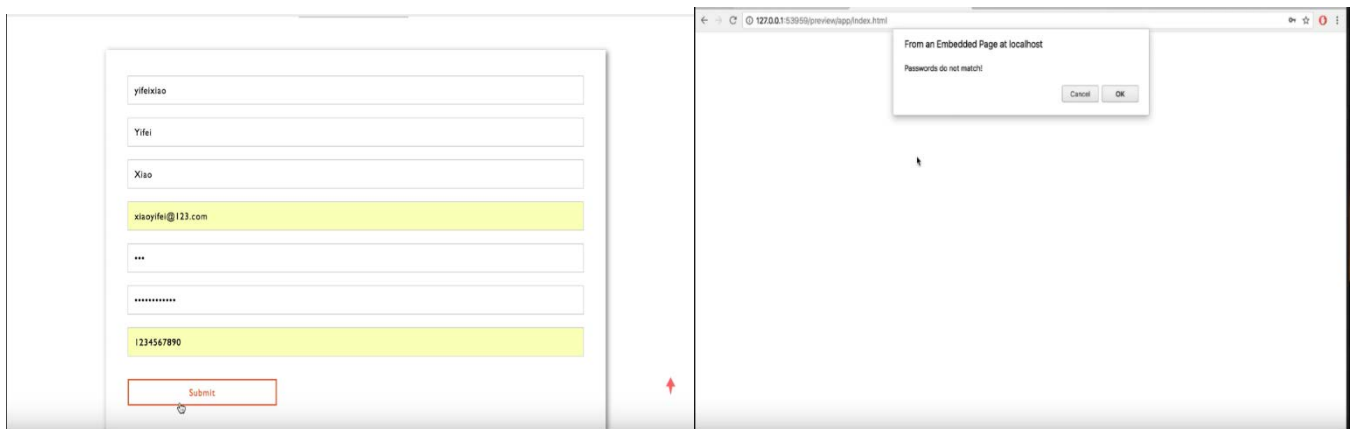 yifeixiao
Yifei
Xiao
xiaoyifei@123.com
•••
••••••••••••
1234567890
Submit
127.0.0.1:53959/preview/app/index.html
From an Embedded Page at localhost
Passwords do not match!
Cancel OK